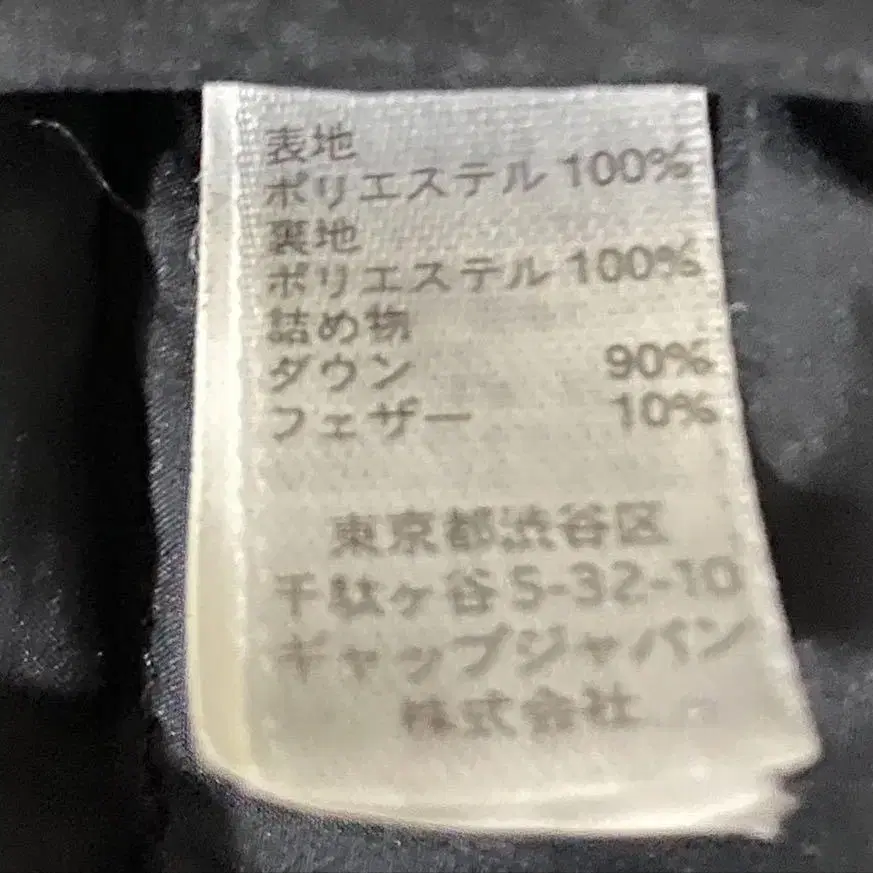 表地
ポリエステル 100%
裏地
ポリエステル 100%
詰め物
ダウン 90%
フェザー 10%
東京都渋谷区
千駄ヶ谷5-32-10
ギャップジャパン
株式会社